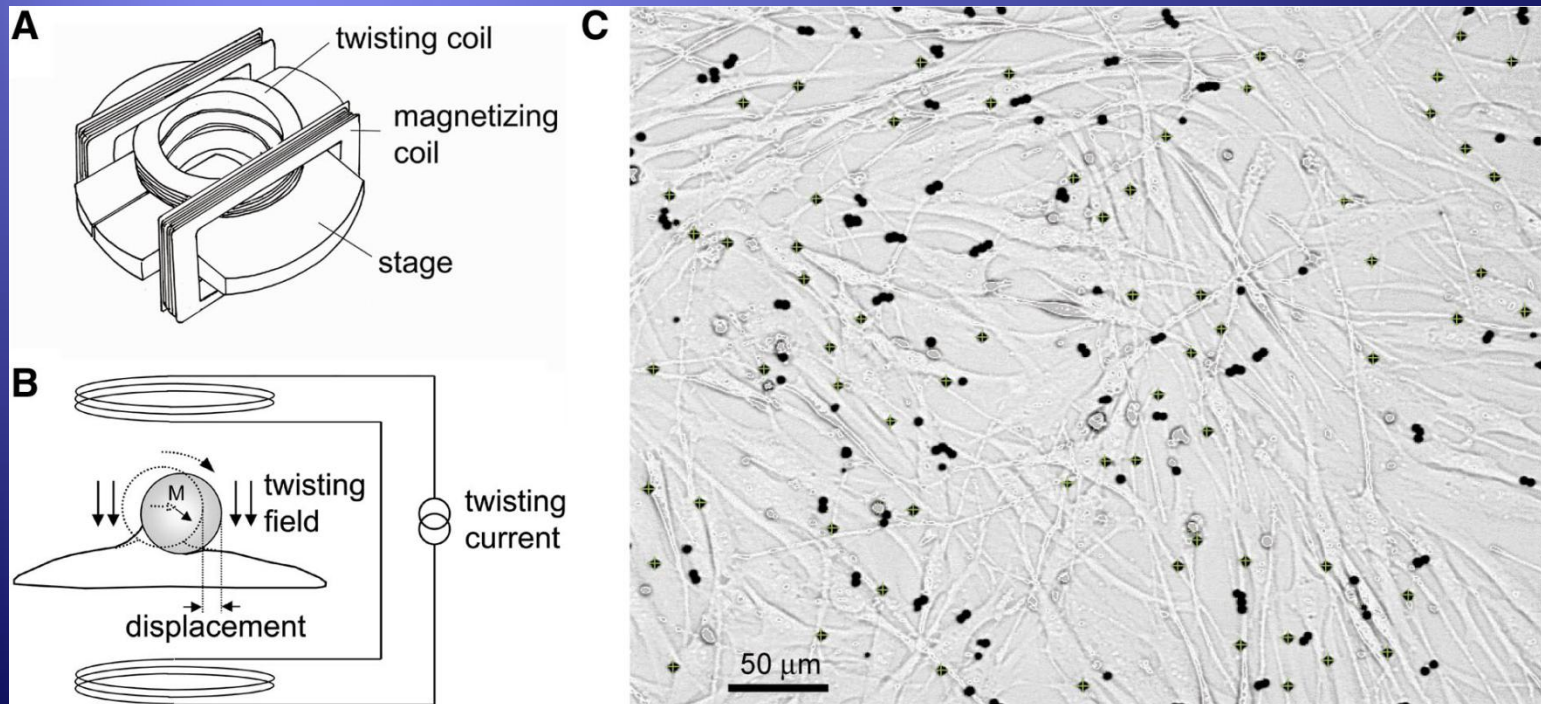 A
twisting coil
magnetizing
coil
stage
B
M
twisting
field
displacement
twisting
current
C
50 μm